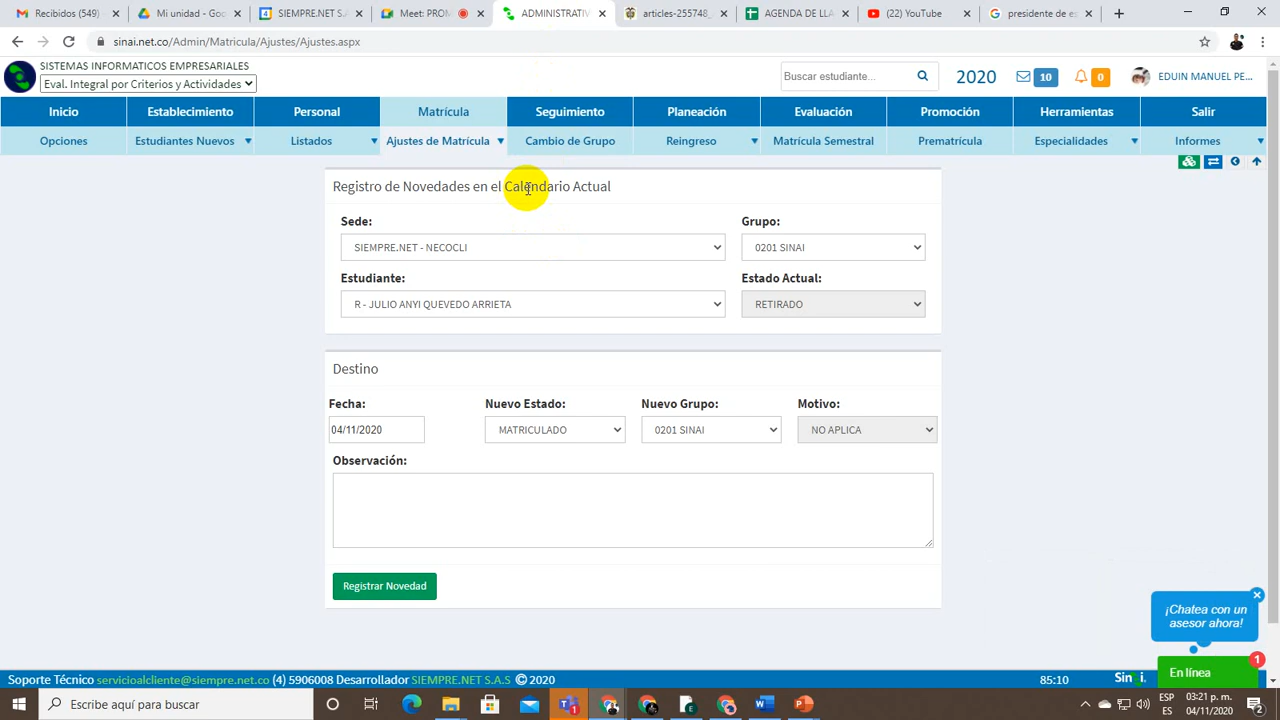 Recibidos (549)
Mi unidad - Goo
SIEMPRE.NET S.A
Meet: PROM
ADMINISTRATIV
articles-255248_
AGENDA DE LLA
(22) YouTube
presidente de es
sinai.net.co/Admin/Matricula/Ajustes/Ajustes.aspx
SISTEMAS INFORMATICOS EMPRESARIALES
Eval. Integral por Criterios y Actividades
Buscar estudiante...
2020
10
0
EDUIN MANUEL PE...
Inicio Establecimiento Personal Matrícula Seguimiento Planeación Evaluación Promoción Herramientas Salir
Opciones Estudiantes Nuevos Listados Ajustes de Matrícula Cambio de Grupo Reingreso Matrícula Semestral Prematrícula Especialidades Informes
Registro de Novedades en el Calendario Actual
Sede: Grupo:
SIEMPRE.NET - NECOCLI 0201 SINAI
Estudiante: Estado Actual:
R - JULIO ANYI QUEVEDO ARRIETA RETIRADO
Destino
Fecha: Nuevo Estado: Nuevo Grupo: Motivo:
04/11/2020 MATRICULADO 0201 SINAI NO APLICA
Observación:
Registrar Novedad
¡Chatea con un
asesor ahora!
1
En línea
Soporte Técnico servicioalcliente@siempre.net.co (4) 5906008 Desarrollador SIEMPRE.NET S.A.S © 2020 85:10 Sinai.
Escribe aquí para buscar
ESP 03:21 p. m.
ES 04/11/2020
2